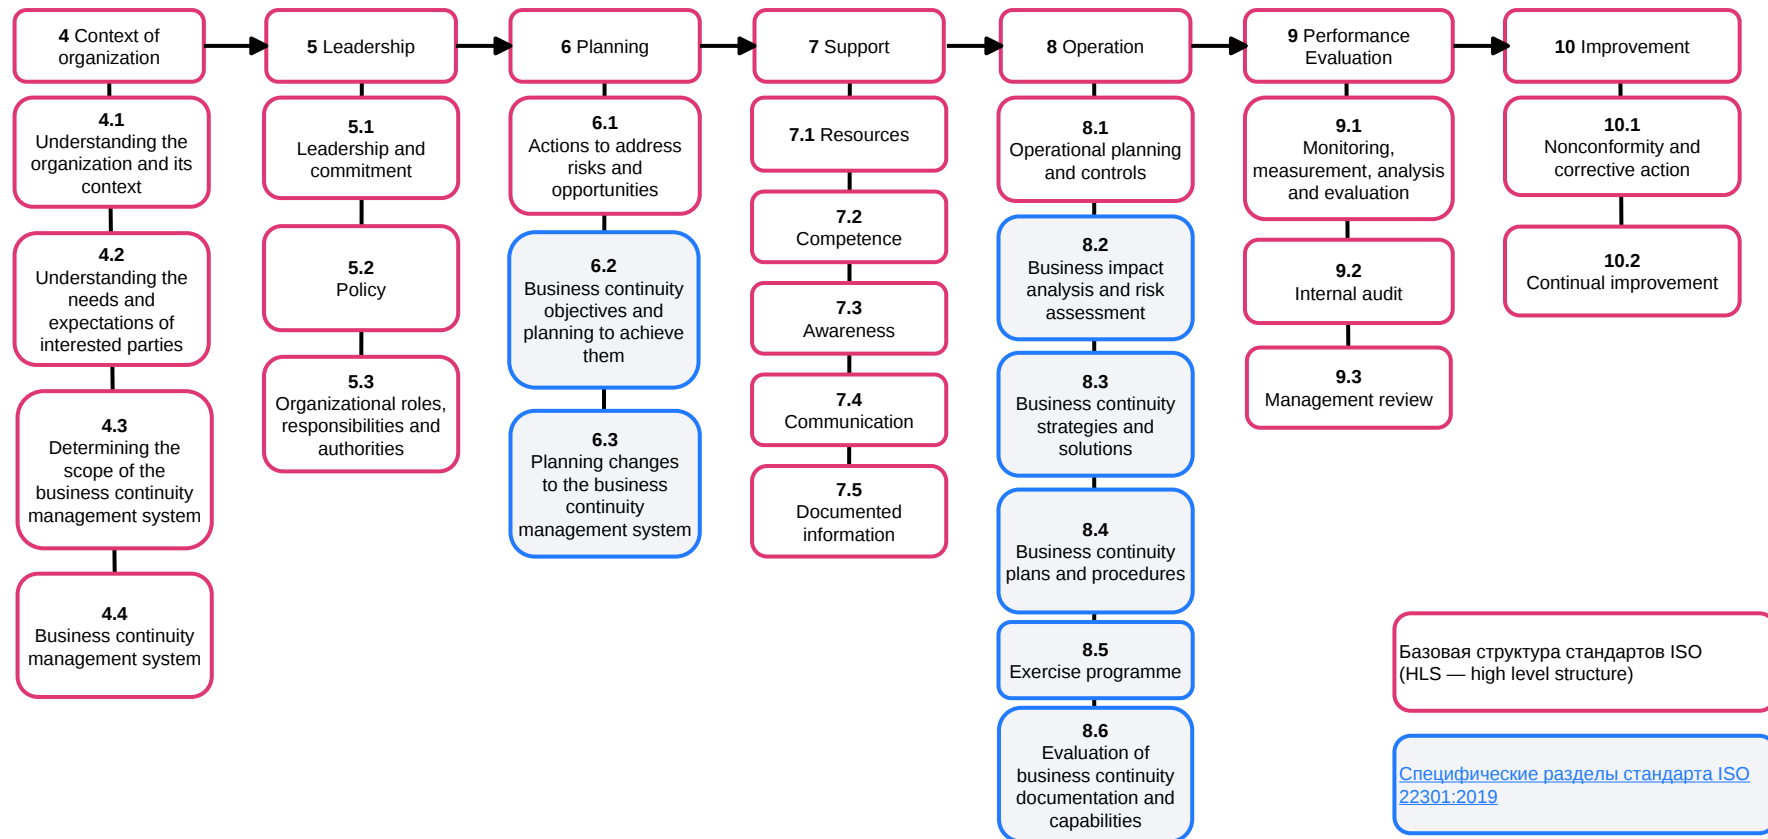 4 Context of
organization
5 Leadership
6 Planning
7 Support
8 Operation
9 Performance
Evaluation
10 Improvement
4.1
Understanding the
organization and its
context
4.2
Understanding the
needs and
expectations of
interested parties
4.3
Determining the
scope of the
business continuity
management system
4.4
Business continuity
management system
5.1
Leadership and
commitment
5.2
Policy
5.3
Organizational roles,
responsibilities and
authorities
6.1
Actions to address
risks and
opportunities
6.2
Business continuity
objectives and
planning to achieve
them
6.3
Planning changes
to the business
continuity
management system
7.1 Resources
7.2
Competence
7.3
Awareness
7.4
Communication
7.5
Documented
information
8.1
Operational planning
and controls
8.2
Business impact
analysis and risk
assessment
8.3
Business continuity
strategies and
solutions
8.4
Business continuity
plans and procedures
8.5
Exercise programme
8.6
Evaluation of
business continuity
documentation and
capabilities
9.1
Monitoring,
measurement, analysis
and evaluation
9.2
Internal audit
9.3
Management review
10.1
Nonconformity and
corrective action
10.2
Continual improvement
Базовая структура стандартов ISO
(HLS — high level structure)
Специфические разделы стандарта ISO
22301:2019